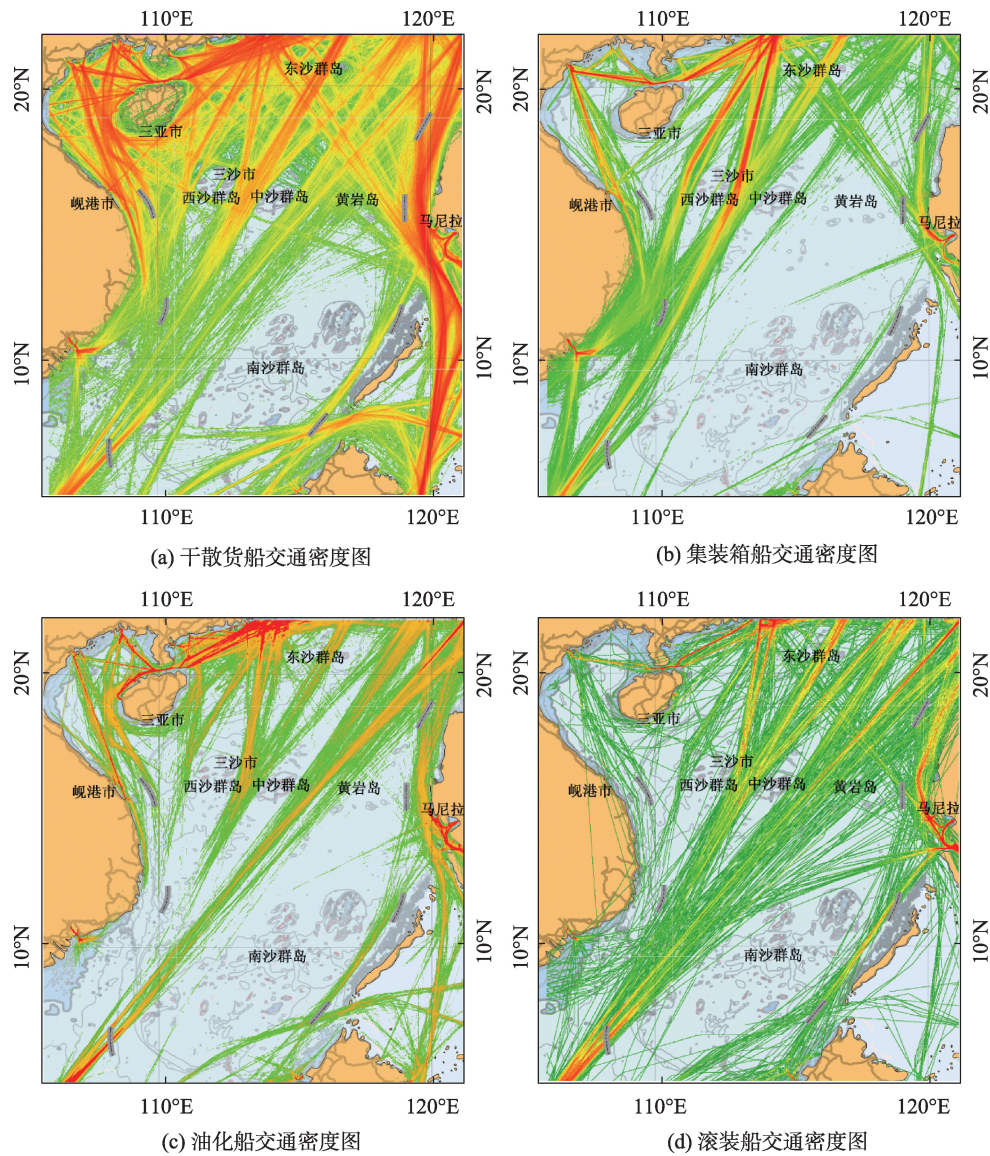 110°E
120°E
110°E
120°E
20°N
东沙群岛
三亚市
三沙市
西沙群岛
中沙群岛
黄岩岛
岘港市
马尼拉
10°N
南沙群岛
20°N
东沙群岛
三亚市
三沙市
西沙群岛
中沙群岛
黄岩岛
岘港市
马尼拉
10°N
南沙群岛
20°N
10°N
110°E
120°E
110°E
120°E
(a) 干散货船交通密度图
(b) 集装箱船交通密度图
110°E
120°E
110°E
120°E
20°N
东沙群岛
三亚市
三沙市
西沙群岛
中沙群岛
黄岩岛
岘港市
马尼拉
10°N
南沙群岛
20°N
东沙群岛
三亚市
三沙市
西沙群岛
中沙群岛
黄岩岛
岘港市
马尼拉
10°N
南沙群岛
20°N
10°N
110°E
120°E
110°E
120°E
(c) 油化船交通密度图
(d) 滚装船交通密度图